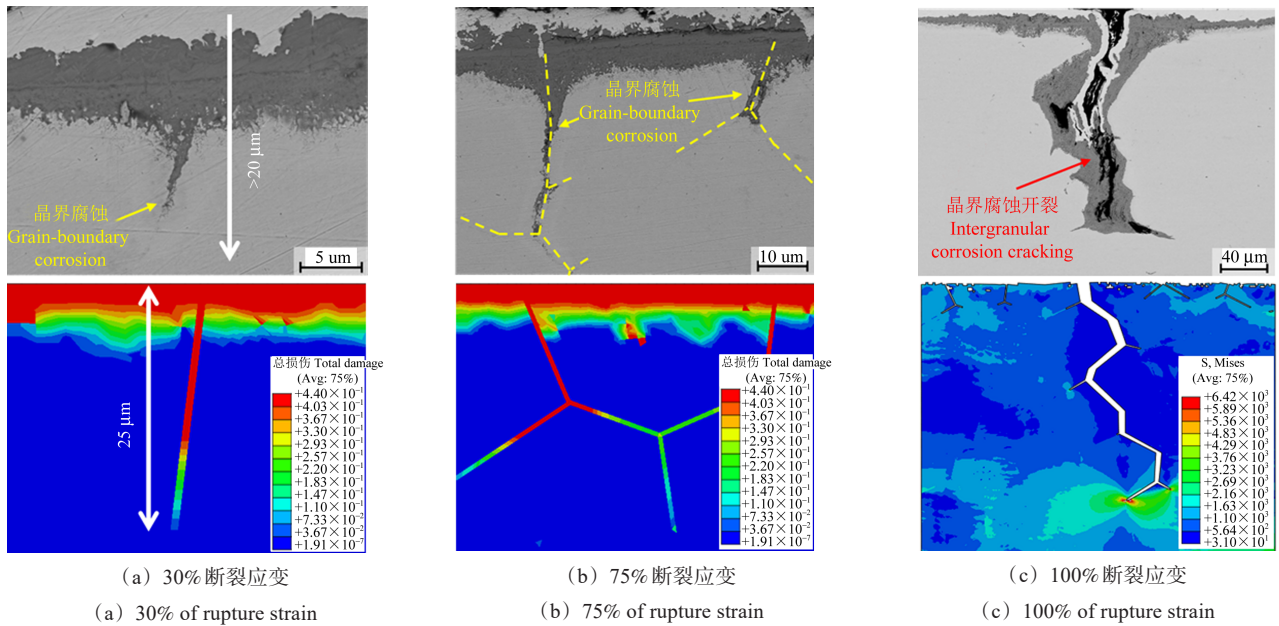 >20 μm
晶界腐蚀
Grain-boundary
corrosion
5 um
晶界腐蚀
Grain-boundary
corrosion
10 um
晶界腐蚀开裂
Intergranular
corrosion cracking
40 μm
25 μm
总损伤 Total damage
(Avg: 75%)
+4.40×10⁻¹
+4.03×10⁻¹
+3.67×10⁻¹
+3.30×10⁻¹
+2.93×10⁻¹
+2.57×10⁻¹
+2.20×10⁻¹
+1.83×10⁻¹
+1.47×10⁻¹
+1.10×10⁻¹
+7.33×10⁻²
+3.67×10⁻²
+1.91×10⁻⁷
总损伤 Total damage
(Avg: 75%)
+4.40×10⁻¹
+4.03×10⁻¹
+3.67×10⁻¹
+3.30×10⁻¹
+2.93×10⁻¹
+2.57×10⁻¹
+2.20×10⁻¹
+1.83×10⁻¹
+1.47×10⁻¹
+1.10×10⁻¹
+7.33×10⁻²
+3.67×10⁻²
+1.91×10⁻⁷
S, Mises
(Avg: 75%)
+6.42×10³
+5.89×10³
+5.36×10³
+4.83×10³
+4.29×10³
+3.76×10³
+3.23×10³
+2.69×10³
+2.16×10³
+1.63×10³
+1.10×10³
+5.64×10²
+3.10×10¹
（a）30%断裂应变
（a）30% of rupture strain
（b）75%断裂应变
（b）75% of rupture strain
（c）100%断裂应变
（c）100% of rupture strain